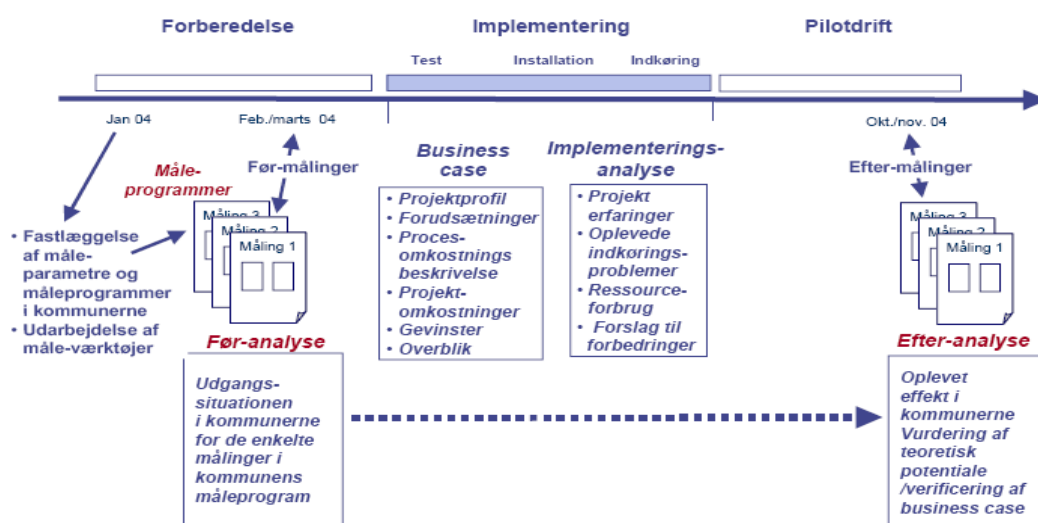 Forberedelse
Implementering
Pilotdrift
Test
Installation
Indkøring
Jan 04
Feb./marts 04
Okt./nov. 04
Måle-
programmer
Før-målinger
Business
case
Implementerings-
analyse
Efter-målinger
• Fastlæggelse
af måle-
parametre og
måleprogrammer
i kommunerne
• Udarbejdelse af
måle-værktøjer
Måling 3
Måling 2
Måling 1
• Projektprofil
• Forudsætninger
• Proces-
omkostnings
beskrivelse
• Projekt-
omkostninger
• Gevinster
• Overblik
• Projekt
erfaringer
• Oplevede
indkørings-
problemer
• Ressource-
forbrug
• Forslag til
forbedringer
Måling 3
Måling 2
Måling 1
Før-analyse
Efter-analyse
Udgangs-
situationen
i kommunerne
for de enkelte
målinger i
kommunens
måleprogram
Oplevet
effekt i
kommunerne
Vurdering af
teoretisk
potentiale
/verificering af
business case